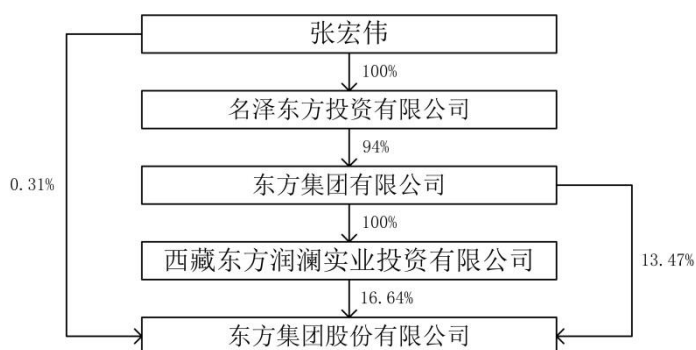 张宏伟
100%
名泽东方投资有限公司
94%
0.31%
东方集团有限公司
100%
西藏东方润澜实业投资有限公司
13.47%
16.64%
东方集团股份有限公司